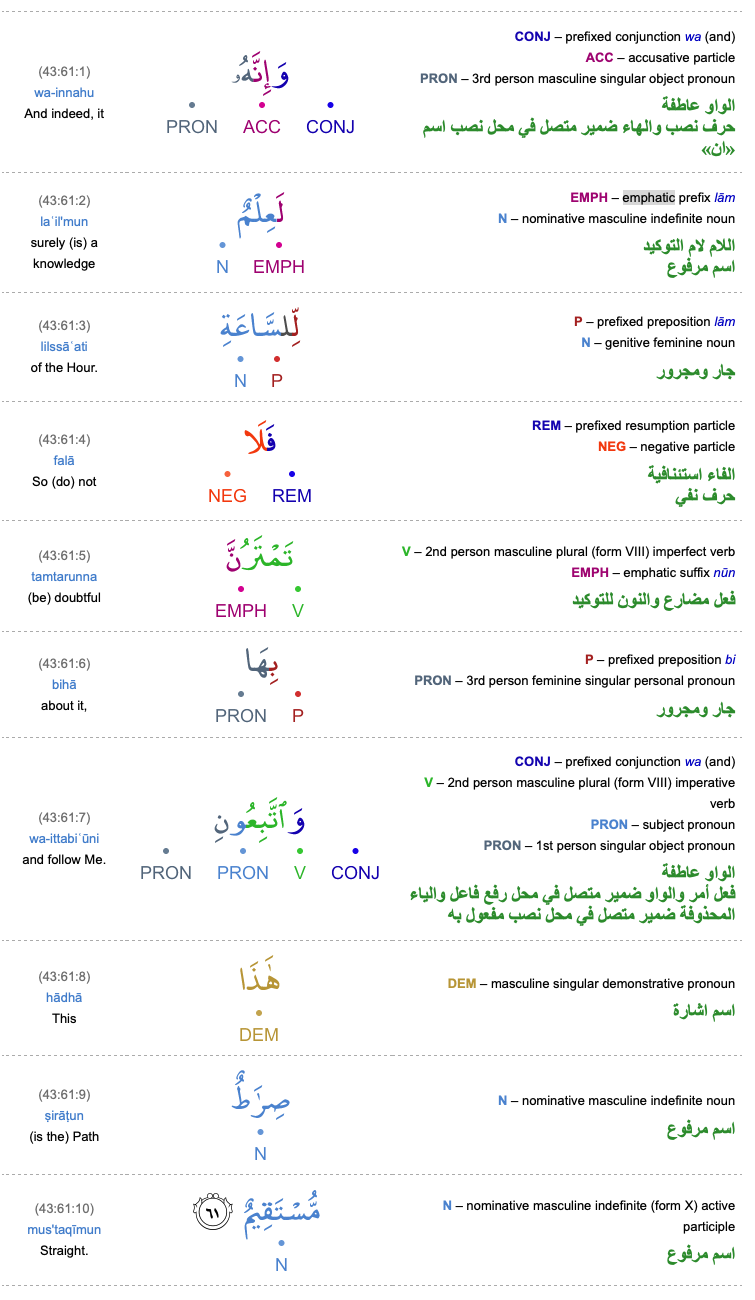 (43:61:1)
wa-innahu
And indeed, it
وَإِنَّهُۥ
PRON ACC CONJ
CONJ – prefixed conjunction wa (and)
ACC – accusative particle
PRON – 3rd person masculine singular object pronoun
الواو عاطفة
حرف نصب والهاء ضمير متصل في محل نصب اسم
«ان»
(43:61:2)
laʿil'mun
surely (is) a
knowledge
لَعِلْمٌ
N EMPH
EMPH – emphatic prefix lām
N – nominative masculine indefinite noun
اللام لام التوكيد
اسم مرفوع
(43:61:3)
lilssāʿati
of the Hour.
لِّلسَّاعَةِ
N P
P – prefixed preposition lām
N – genitive feminine noun
جار ومجرور
(43:61:4)
falā
So (do) not
فَلَا
NEG REM
REM – prefixed resumption particle
NEG – negative particle
الفاء استئنافية
حرف نفي
(43:61:5)
tamtarunna
(be) doubtful
تَمْتَرُنَّ
EMPH V
V – 2nd person masculine plural (form VIII) imperfect verb
EMPH – emphatic suffix nūn
فعل مضارع والنون للتوكيد
(43:61:6)
bihā
about it,
بِهَا
PRON P
P – prefixed preposition bi
PRON – 3rd person feminine singular personal pronoun
جار ومجرور
(43:61:7)
wa-ittabiʿūni
and follow Me.
وَٱتَّبِعُونِ
PRON PRON V CONJ
CONJ – prefixed conjunction wa (and)
V – 2nd person masculine plural (form VIII) imperative
verb
PRON – subject pronoun
PRON – 1st person singular object pronoun
الواو عاطفة
فعل أمر والواو ضمير متصل في محل رفع فاعل والياء
المحذوفة ضمير متصل في محل نصب مفعول به
(43:61:8)
hādhā
This
هَٰذَا
DEM
DEM – masculine singular demonstrative pronoun
اسم اشارة
(43:61:9)
ṣirāṭun
(is the) Path
صِرَٰطٌ
N
N – nominative masculine indefinite noun
اسم مرفوع
(43:61:10)
mus'taqīmun
Straight.
مُّسْتَقِيمٌ ٦١
N
N – nominative masculine indefinite (form X) active
participle
اسم مرفوع